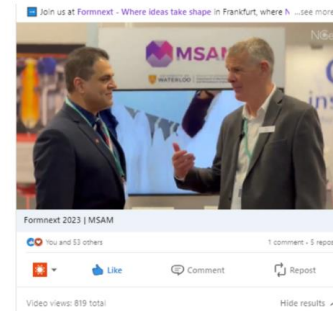 Join us at Formnext - Where ideas take shape in Frankfurt, where N ...see more
MSAM
WATERLOO
Formnext 2023 | MSAM
You and 53 others
1 comment • 5 repos
Like
Comment
Repost
Video views: 819 total
Hide results